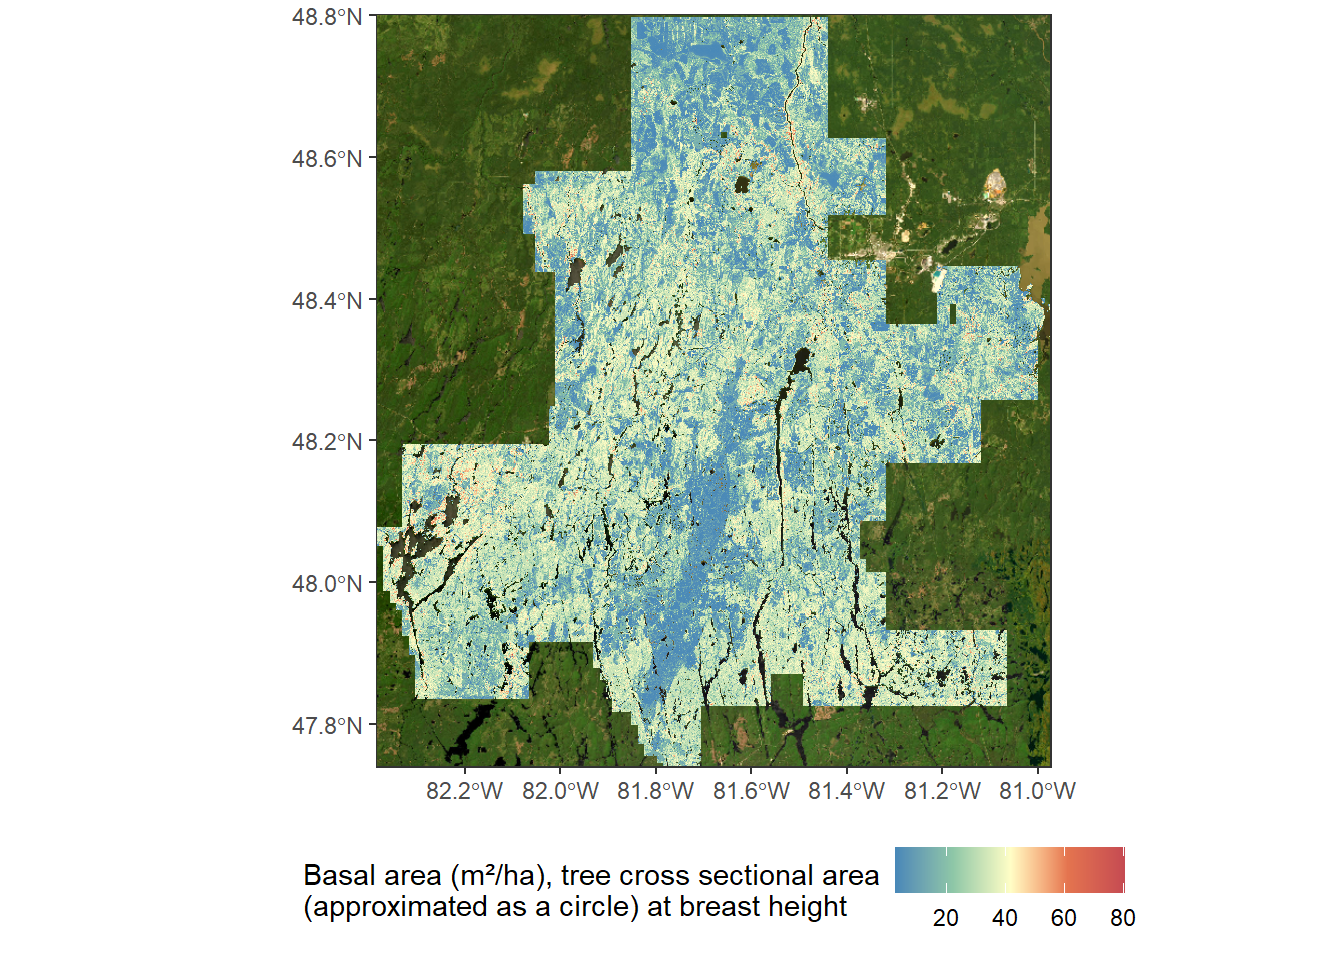 48.8°N
48.6°N
48.4°N
48.2°N
48.0°N
47.8°N
82.2°W 82.0°W 81.8°W 81.6°W 81.4°W 81.2°W 81.0°W
Basal area (m²/ha), tree cross sectional area
(approximated as a circle) at breast height
20 40 60 80